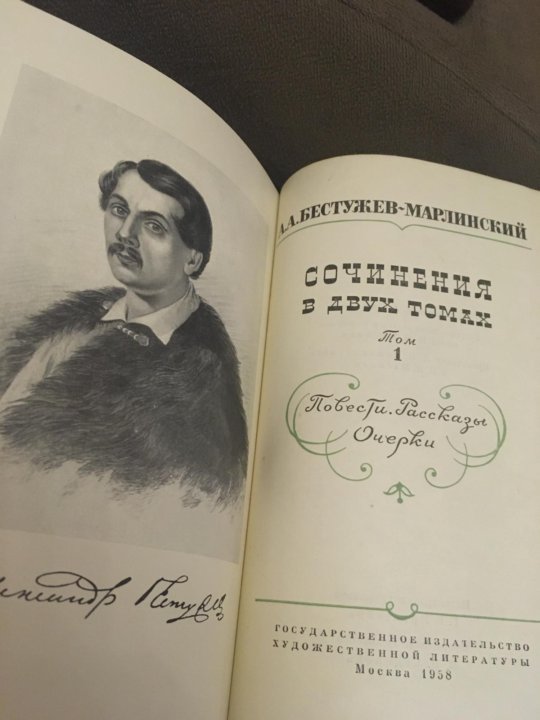 А.А.БЕСТУЖЕВ-МАРЛИНСКИЙ
СОЧИНЕНИЯ
В ДВУХ ТОМАХ
Том
1
Повести. Рассказы
Очерки
ГОСУДАРСТВЕННОЕ ИЗДАТЕЛЬСТВО
ХУДОЖЕСТВЕННОЙ ЛИТЕРАТУРЫ
Москва 1958